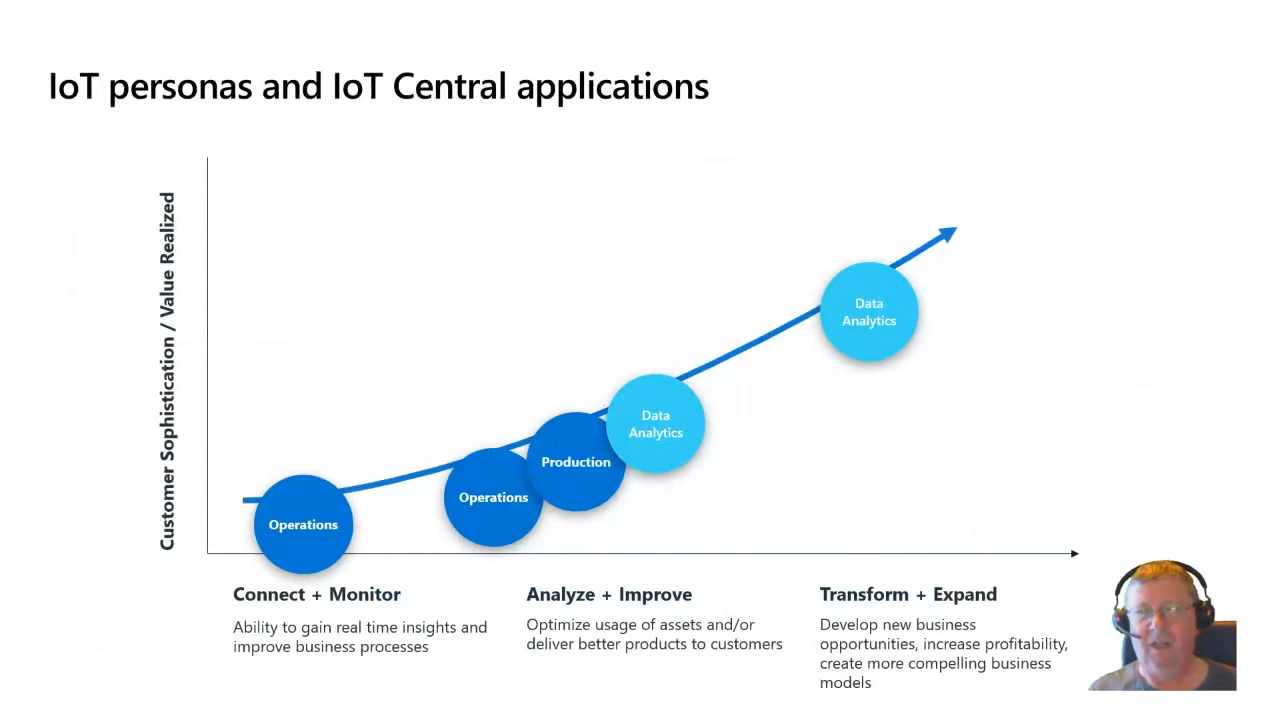 IoT personas and IoT Central applications
Customer Sophistication / Value Realized
Data
Analytics
Data
Analytics
Production
Operations
Operations
Connect + Monitor
Ability to gain real time insights and
improve business processes
Analyze + Improve
Optimize usage of assets and/or
deliver better products to customers
Transform + Expand
Develop new business
opportunities, increase profitability,
create more compelling business
models